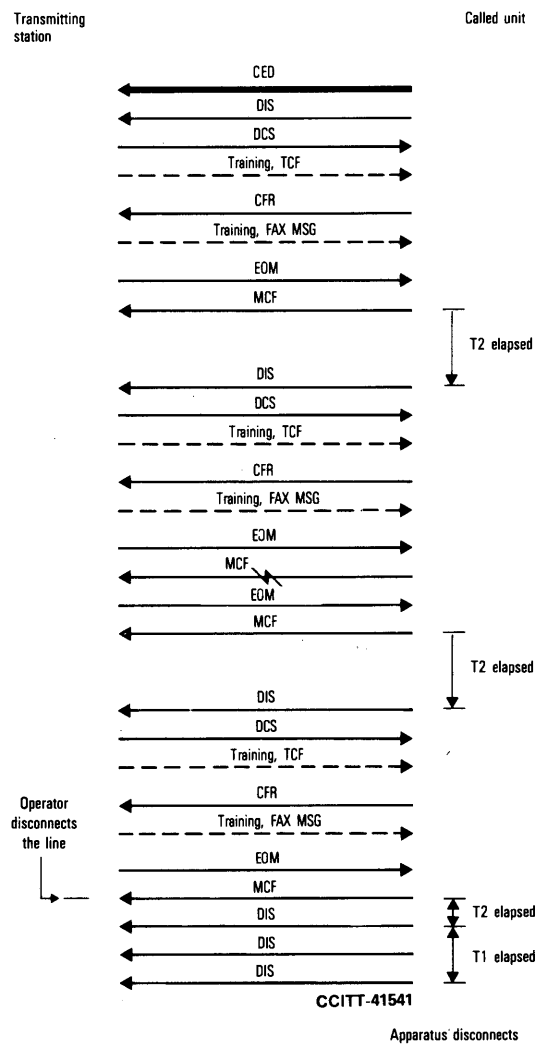 Transmitting
station
Called unit
CED
DIS
DCS
Training, TCF
CFR
Training, FAX MSG
EOM
MCF
T2 elapsed
DIS
DCS
Training, TCF
CFR
Training, FAX MSG
EOM
MCF
EOM
MCF
T2 elapsed
DIS
DCS
Training, TCF
CFR
Training, FAX MSG
Operator
disconnects
the line
EOM
MCF
T2 elapsed
DIS
DIS
T1 elapsed
DIS
CCITT-41541
Apparatus disconnects